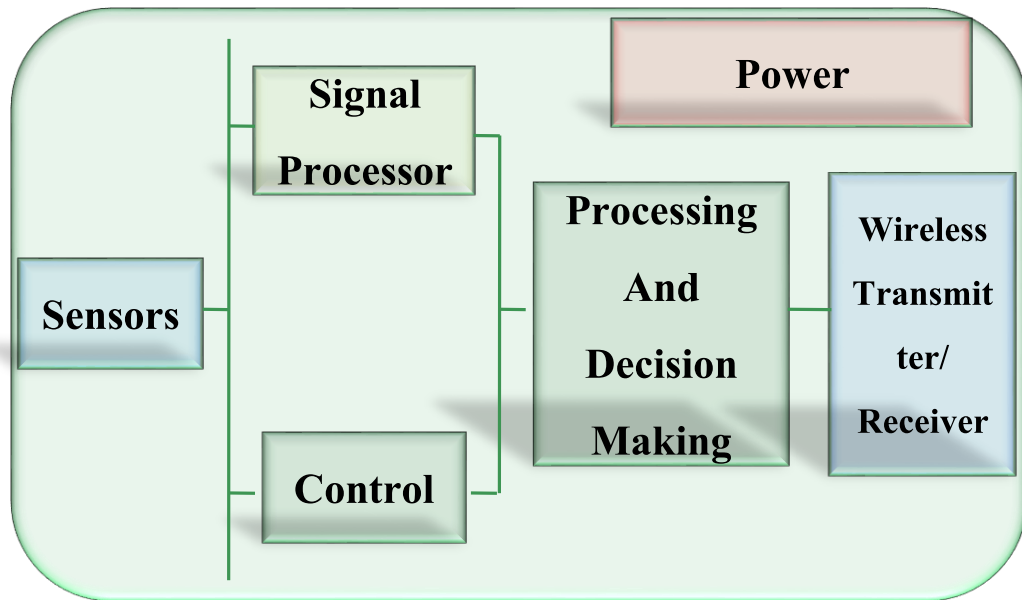 Signal
Processor
Power
Sensors
Processing
And
Decision
Making
Wireless
Transmit
ter/
Receiver
Control